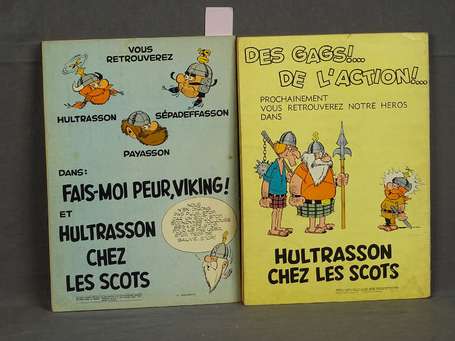 VOUS
RETROUVEREZ
HULTRASSON
SÉPADEFFASSON
PAYASSON
DANS:
FAIS-MOI PEUR, VIKING!
ET
HULTRASSON
CHEZ
LES SCOTS
DES GAGS!...
DE L'ACTION!...
PROCHAINEMENT
VOUS RETROUVEREZ NOTRE HEROS
DANS
HULTRASSON
CHEZ LES SCOTS